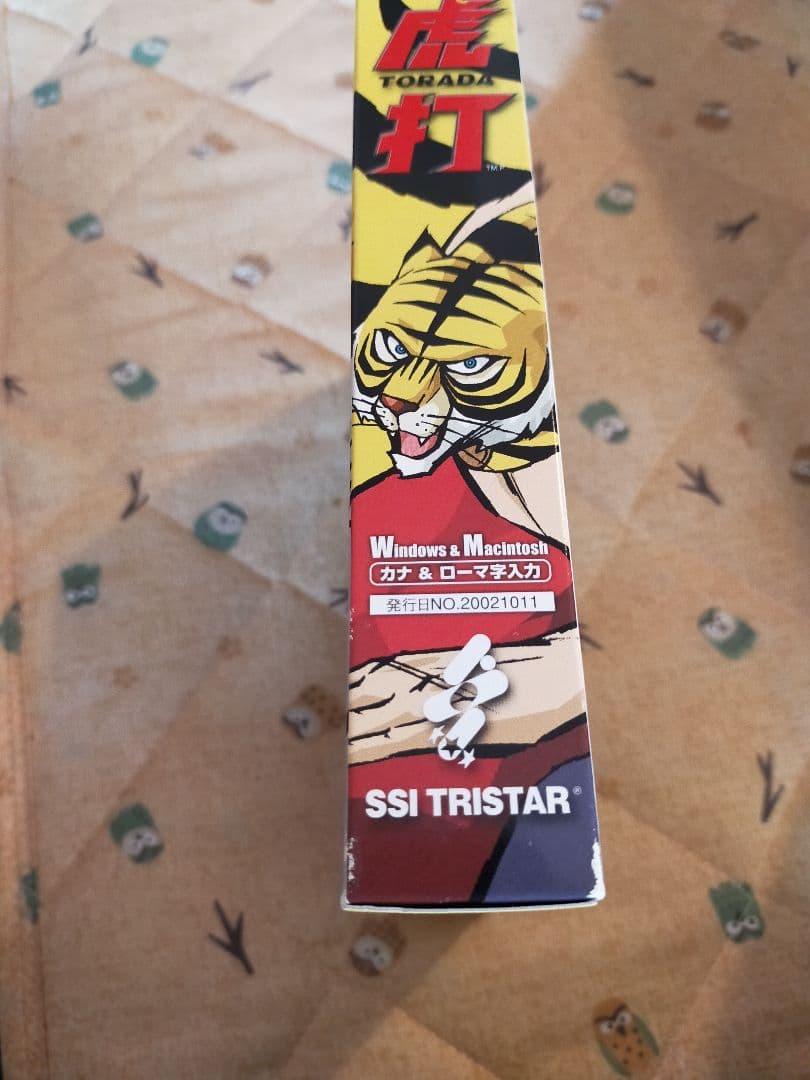 虎
TORADA
打
Windows & Macintosh
カナ & ローマ字入力
発行日NO.20021011
SSI TRISTAR®